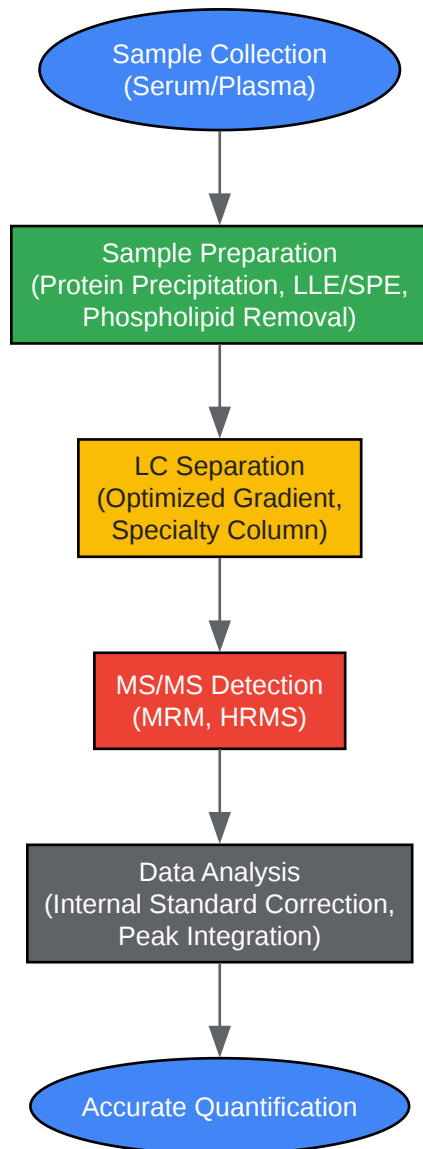 Sample Collection
(Serum/Plasma)
Sample Preparation
(Protein Precipitation, LLE/SPE,
Phospholipid Removal)
LC Separation
(Optimized Gradient,
Specialty Column)
MS/MS Detection
(MRM, HRMS)
Data Analysis
(Internal Standard Correction,
Peak Integration)
Accurate Quantification